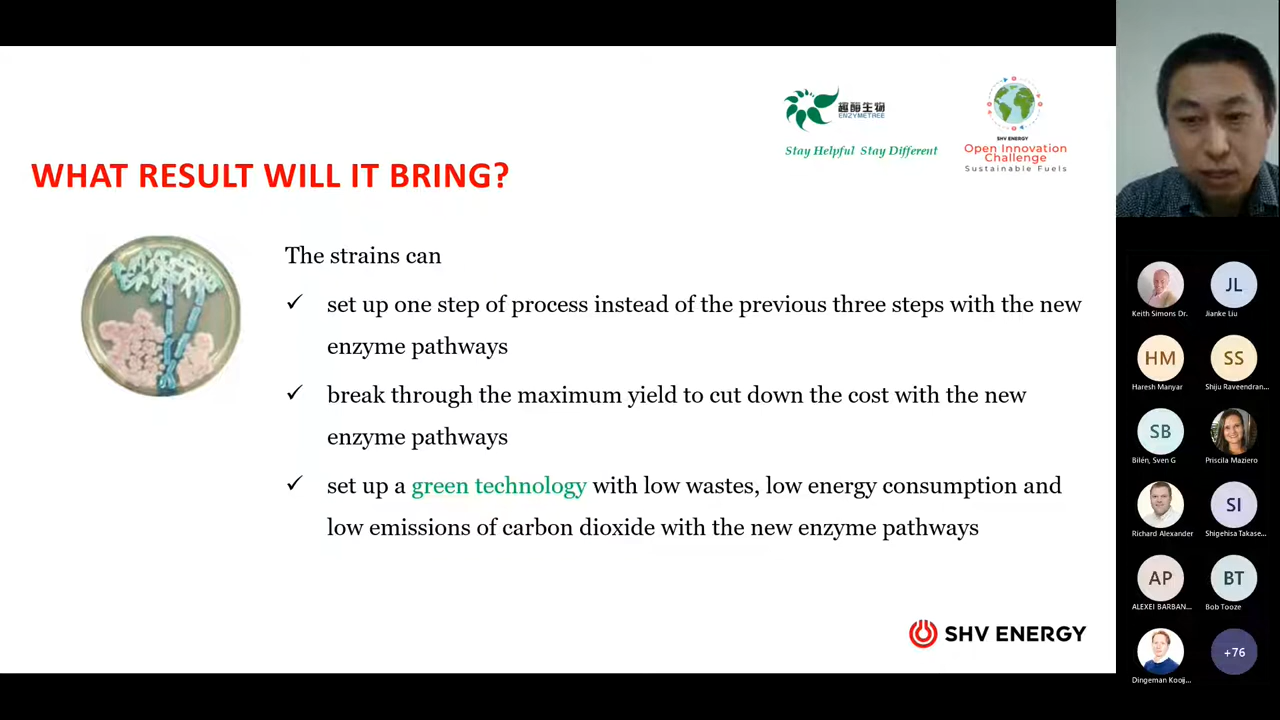 趣酶生物
ENZYMETREE
Stay Helpful Stay Different
SHV ENERGY
Open Innovation
Challenge
Sustainable Fuels
WHAT RESULT WILL IT BRING?
The strains can
✓ set up one step of process instead of the previous three steps with the new
enzyme pathways
✓ break through the maximum yield to cut down the cost with the new
enzyme pathways
✓ set up a green technology with low wastes, low energy consumption and
low emissions of carbon dioxide with the new enzyme pathways
SHV ENERGY
Keith Simons Dr.
JL
Jianke Liu
HM
Haresh Manyar
SS
Shiju Raveendran...
SB
Bilén, Sven G
Priscila Maziero
Richard Alexander
SI
Shigehisa Takase...
AP
ALEXEI BARBAN...
BT
Bob Tooze
Dingeman Kooij...
+76